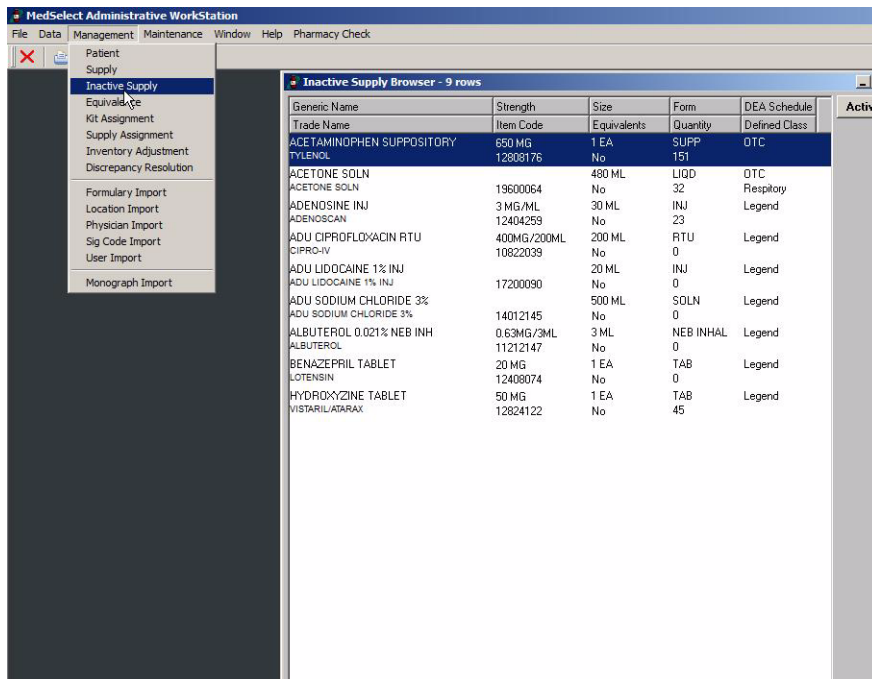 MedSelect Administrative WorkStation
File Data Management Maintenance Window Help Pharmacy Check
Patient
Supply
Inactive Supply
Equivalence
Kit Assignment
Supply Assignment
Inventory Adjustment
Discrepancy Resolution
Formulary Import
Location Import
Physician Import
Sig Code Import
User Import
Monograph Import
Inactive Supply Browser - 9 rows
Generic Name Strength Size Form DEA Schedule Activ
Trade Name Item Code Equivalents Quantity Defined Class
ACETAMINOPHEN SUPPOSITORY 650 MG 1 EA SUPP OTC
TYLENOL 12808176 No 151
ACETONE SOLN 480 ML LIQD OTC
ACETONE SOLN 19600064 No 32 Respitory
ADENOSINE INJ 3 MG/ML 30 ML INJ Legend
ADENOSCAN 12404259 No 23
ADU CIPROFLOXACIN RTU 400MG/200ML 200 ML RTU Legend
CIPRO-IV 10822039 No 0
ADU LIDOCAINE 1% INJ 20 ML INJ Legend
ADU LIDOCAINE 1% INJ 17200090 No 0
ADU SODIUM CHLORIDE 3% 500 ML SOLN Legend
ADU SODIUM CHLORIDE 3% 14012145 No 0
ALBUTEROL 0.021% NEB INH 0.63MG/3ML 3 ML NEB INHAL Legend
ALBUTEROL 11212147 No 0
BENAZEPRIL TABLET 20 MG 1 EA TAB Legend
LOTENSIN 12408074 No 0
HYDROXYZINE TABLET 50 MG 1 EA TAB Legend
VISTARIL/ATARAX 12824122 No 45